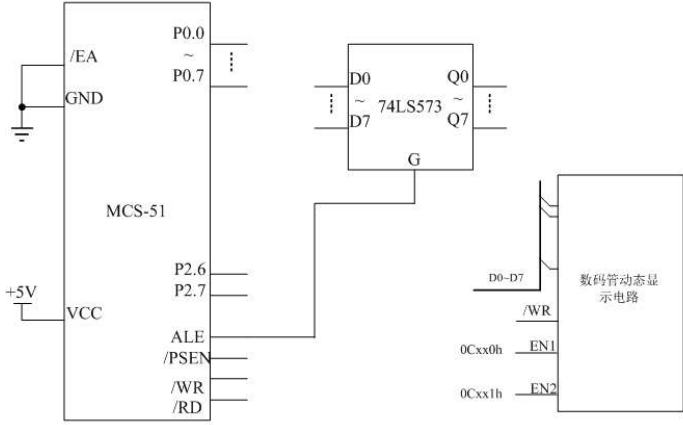 /EA
GND
MCS-51
+5V
VCC
P0.0
~
P0.7
P2.6
P2.7
ALE
/PSEN
/WR
/RD
D0
~
D7
74LS573
Q0
~
Q7
G
D0~D7
/WR
0Cxx0h
EN1
0Cxx1h
EN2
数码管动态显
示电路